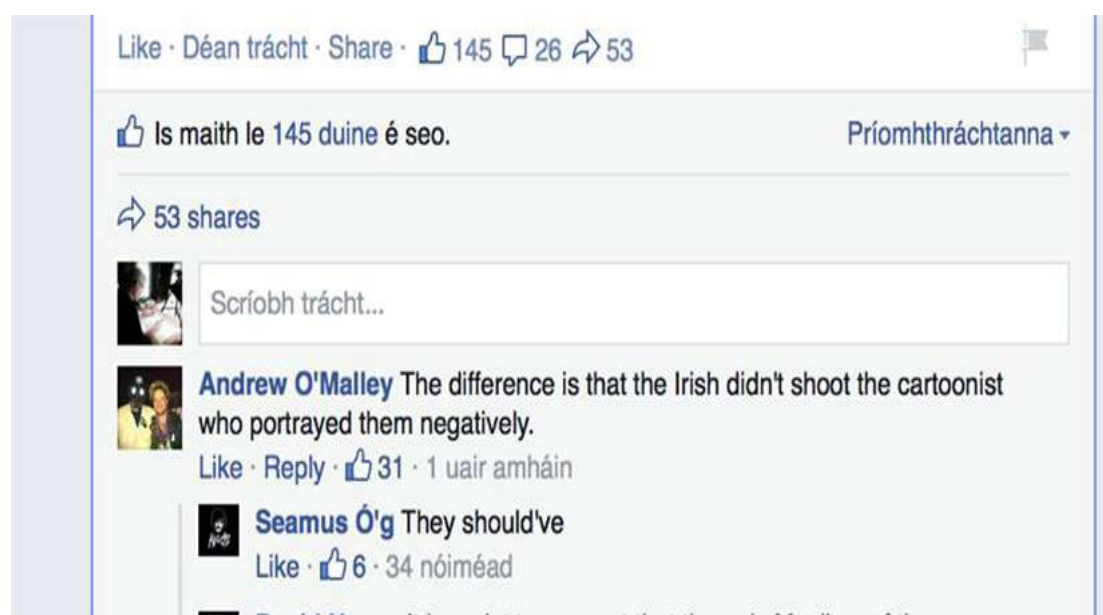 Like · Déan trácht · Share · 145 26 53
Is maith le 145 duine é seo.
Príomhthráchtanna
53 shares
Scríobh trácht...
Andrew O'Malley The difference is that the Irish didn't shoot the cartoonist
who portrayed them negatively.
Like · Reply · 31 · 1 uair amháin
Seamus Ó'g They should've
Like · 6 · 34 nóiméad